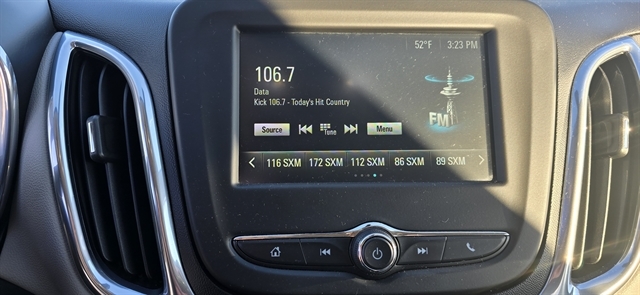 52°F 3:23 PM
106.7
Data
Kick 106.7 - Today's Hit Country
FM
Source Tone Menu
116 SXM 172 SXM 112 SXM 86 SXM 89 SXM